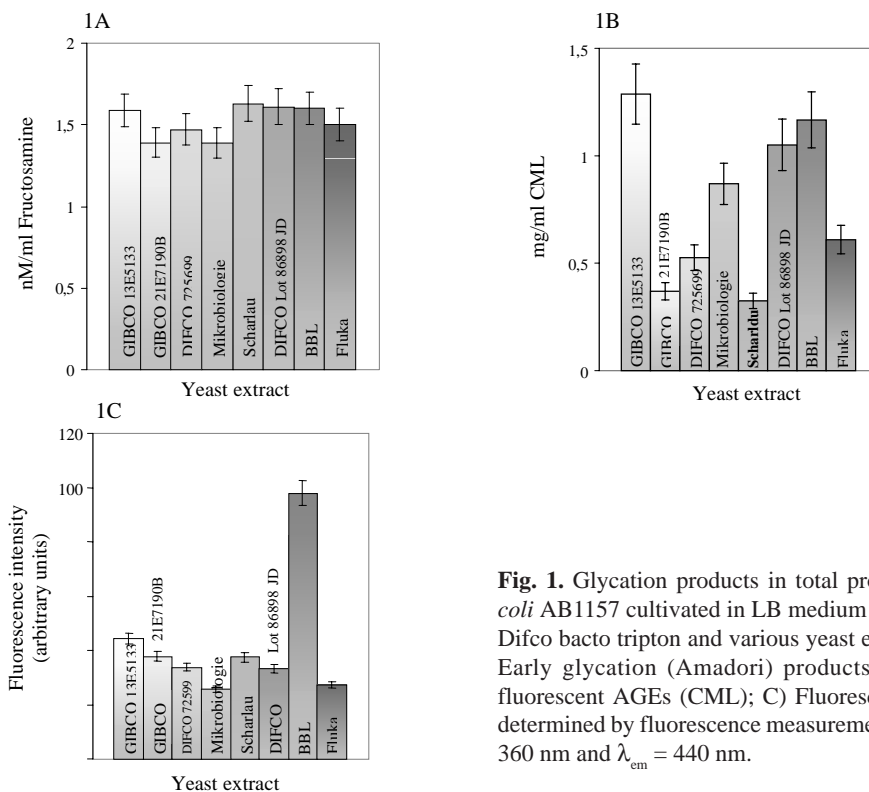 1A
2
1,5
1
0,5
0
nM/ml Fructosamine
GIBCO 13E5133
GIBCO 21E7190B
DIFCO 725699
Mikrobiologie
Scharlau
DIFCO Lot 86898 JD
BBL
Fluka
Yeast extract
1B
1,5
1
0,5
0
mg/ml CML
GIBCO 13E5133
GIBCO 21E7190B
DIFCO 725699
Mikrobiologie
Scharldu
DIFCO Lot 86898 JD
BBL
Fluka
Yeast extract
1C
120
100
Fluorescence intensity
(arbitrary units)
GIBCO 13E5133
GIBCO 21E7190B
DIFCO 72599
Mikrobiologie
Scharlau
DIFCO Lot 86898 JD
BBL
Fluka
Yeast extract
Fig. 1. Glycation products in total pro
coli AB1157 cultivated in LB medium
Difco bacto tripton and various yeast e
Early glycation (Amadori) products
fluorescent AGEs (CML); C) Fluoresc
determined by fluorescence measureme
360 nm and λem = 440 nm.